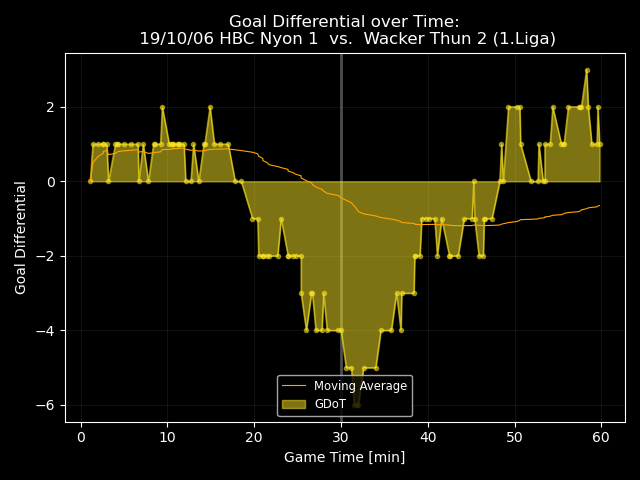 Goal Differential over Time:
19/10/06 HBC Nyon 1  vs.  Wacker Thun 2 (1.Liga)
Goal Differential
2
0
−2
−4
−6
Moving Average
GDoT
0 10 20 30 40 50 60
Game Time [min]